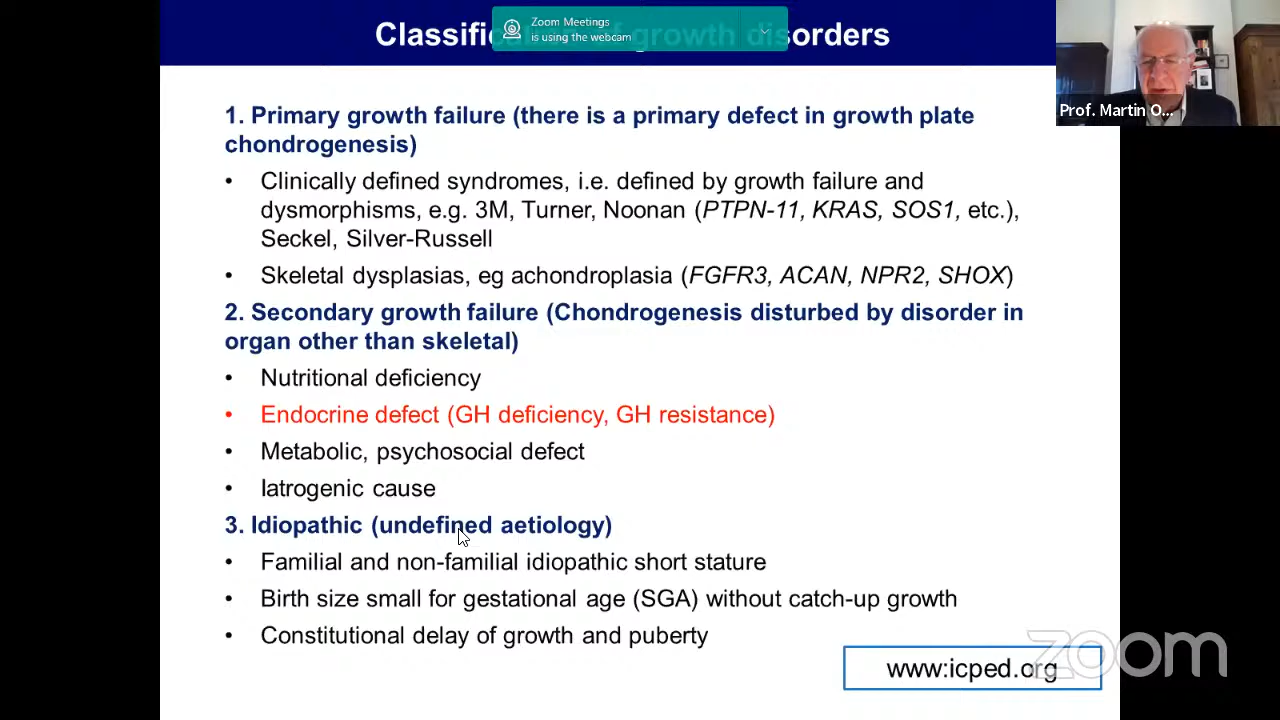 Classifi growth disorders
Zoom Meetings
is using the webcam
Prof. Martin O...
1. Primary growth failure (there is a primary defect in growth plate
chondrogenesis)
• Clinically defined syndromes, i.e. defined by growth failure and
dysmorphisms, e.g. 3M, Turner, Noonan (PTPN-11, KRAS, SOS1, etc.),
Seckel, Silver-Russell
• Skeletal dysplasias, eg achondroplasia (FGFR3, ACAN, NPR2, SHOX)
2. Secondary growth failure (Chondrogenesis disturbed by disorder in
organ other than skeletal)
• Nutritional deficiency
• Endocrine defect (GH deficiency, GH resistance)
• Metabolic, psychosocial defect
• Iatrogenic cause
3. Idiopathic (undefined aetiology)
• Familial and non-familial idiopathic short stature
• Birth size small for gestational age (SGA) without catch-up growth
• Constitutional delay of growth and puberty
www:icped.org
zoom